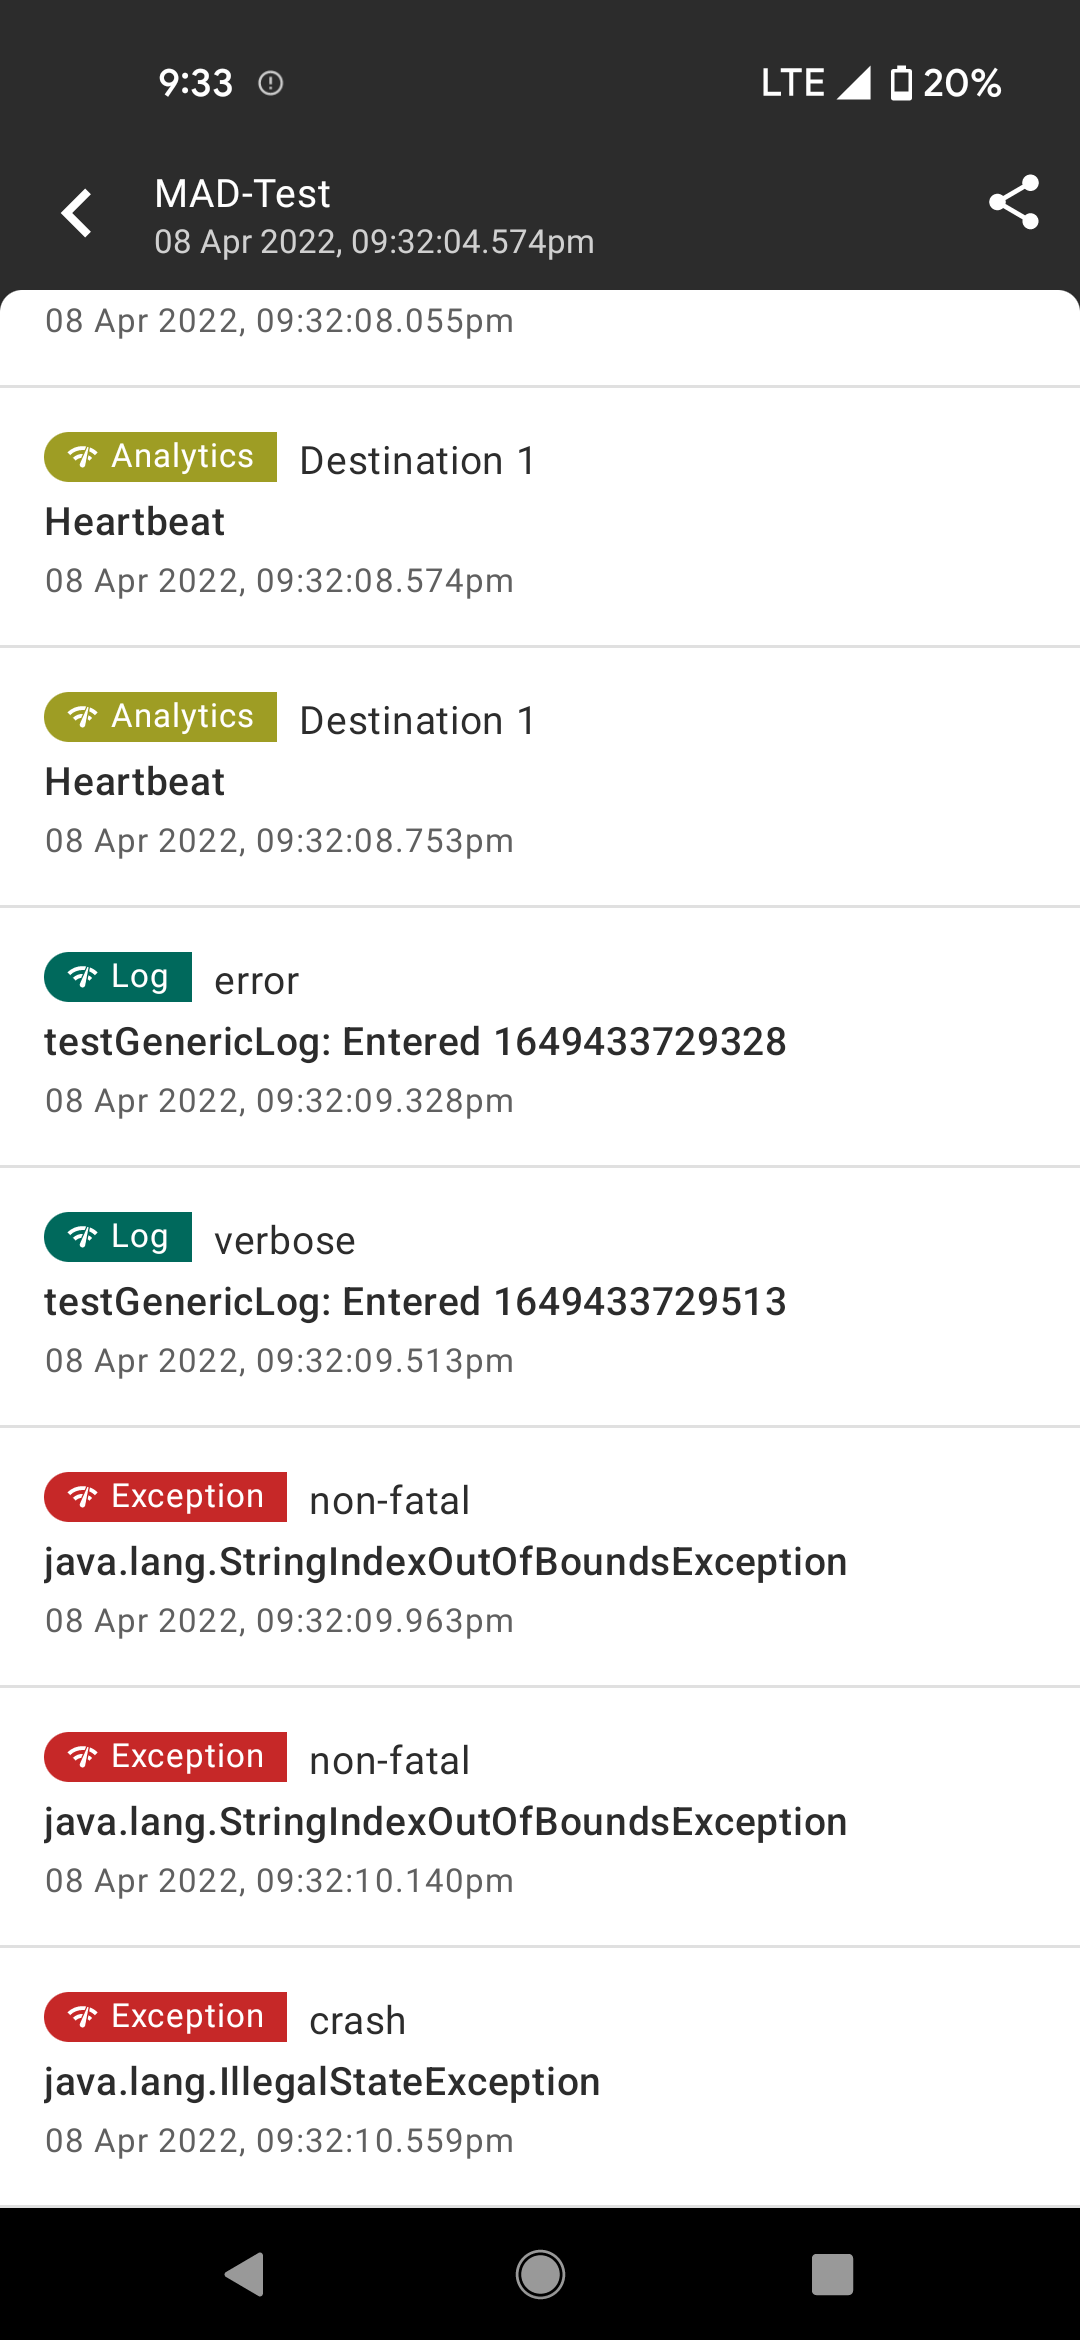 9:33 LTE 20%
MAD-Test
08 Apr 2022, 09:32:04.574pm
08 Apr 2022, 09:32:08.055pm
Analytics Destination 1
Heartbeat
08 Apr 2022, 09:32:08.574pm
Analytics Destination 1
Heartbeat
08 Apr 2022, 09:32:08.753pm
Log error
testGenericLog: Entered 1649433729328
08 Apr 2022, 09:32:09.328pm
Log verbose
testGenericLog: Entered 1649433729513
08 Apr 2022, 09:32:09.513pm
Exception non-fatal
java.lang.StringIndexOutOfBoundsException
08 Apr 2022, 09:32:09.963pm
Exception non-fatal
java.lang.StringIndexOutOfBoundsException
08 Apr 2022, 09:32:10.140pm
Exception crash
java.lang.IllegalStateException
08 Apr 2022, 09:32:10.559pm